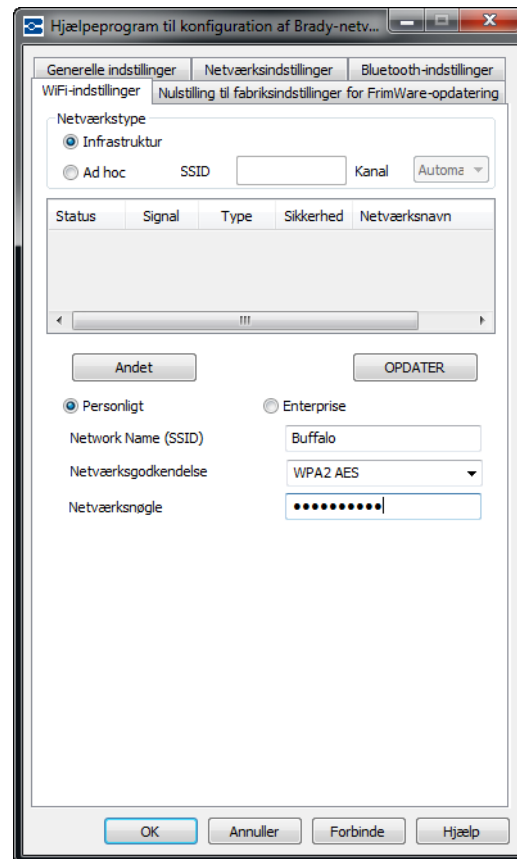 Hjælpeprogram til konfiguration af Brady-netv...
Generelle indstillinger Netværksindstillinger Bluetooth-indstillinger
WiFi-indstillinger Nulstilling til fabriksindstillinger for FrimWare-opdatering
Netværkstype
Infrastruktur
Ad hoc SSID Kanal Automa
Status Signal Type Sikkerhed Netværksnavn
Andet OPDATER
Personligt Enterprise
Network Name (SSID) Buffalo
Netværksgodkendelse WPA2 AES
Netværksnøgle ●●●●●●●●●●
OK Annuller Forbinde Hjælp